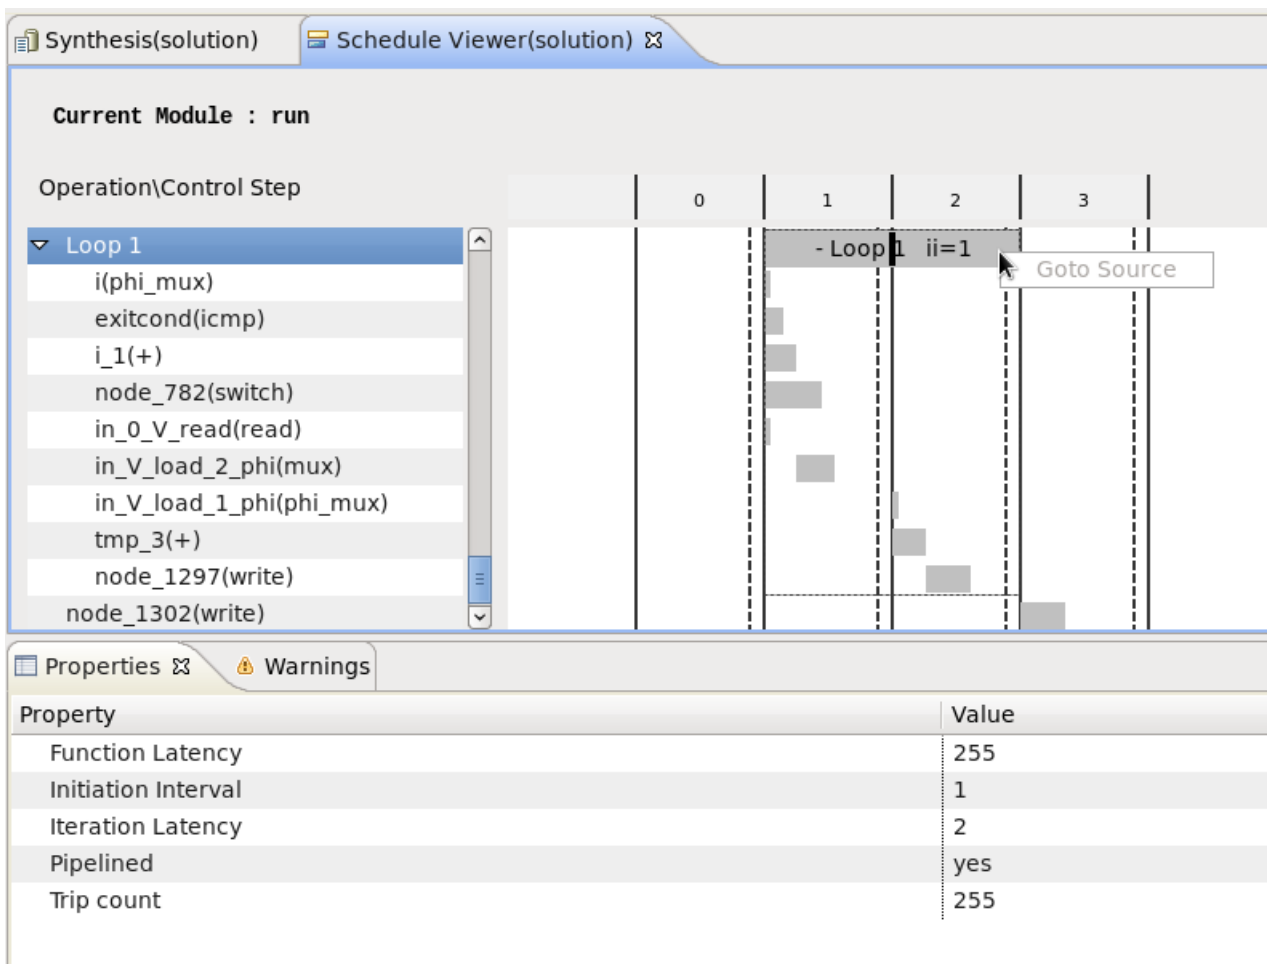 Synthesis(solution) Schedule Viewer(solution)
Current Module : run
Operation\Control Step
0 1 2 3
Loop 1
- Loop 1 ii=1
Goto Source
i(phi_mux)
exitcond(icmp)
i_1(+)
node_782(switch)
in_0_V_read(read)
in_V_load_2_phi(mux)
in_V_load_1_phi(phi_mux)
tmp_3(+)
node_1297(write)
node_1302(write)
Properties Warnings
Property Value
Function Latency 255
Initiation Interval 1
Iteration Latency 2
Pipelined yes
Trip count 255